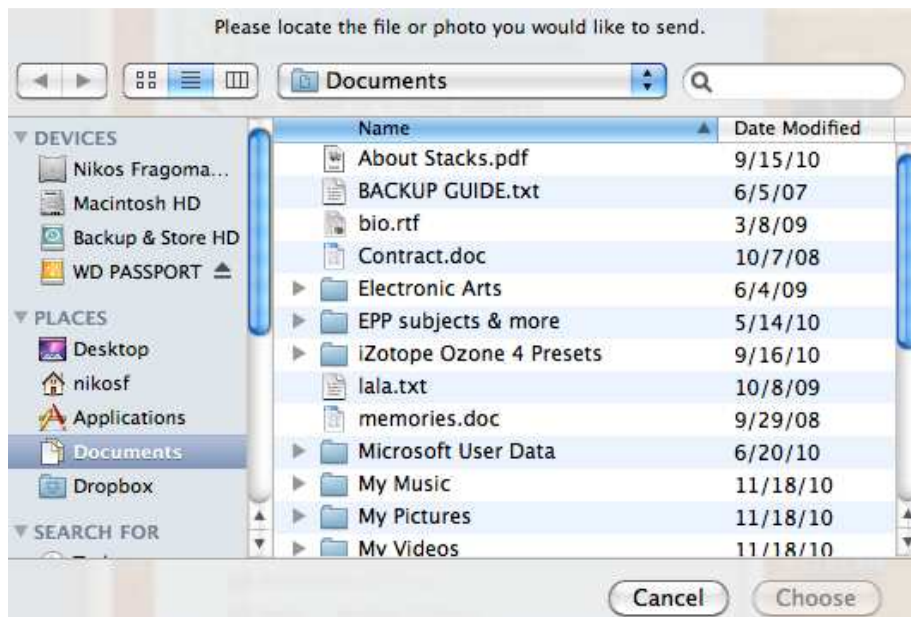 Please locate the file or photo you would like to send.
Documents
DEVICES
Nikos Fragoma...
Macintosh HD
Backup & Store HD
WD PASSPORT
PLACES
Desktop
nikosf
Applications
Documents
Dropbox
SEARCH FOR
Name Date Modified
About Stacks.pdf 9/15/10
BACKUP GUIDE.txt 6/5/07
bio.rtf 3/8/09
Contract.doc 10/7/08
Electronic Arts 6/4/09
EPP subjects & more 5/14/10
iZotope Ozone 4 Presets 9/16/10
lala.txt 10/8/09
memories.doc 9/29/08
Microsoft User Data 6/20/10
My Music 11/18/10
My Pictures 11/18/10
My Videos 11/18/10
Cancel Choose